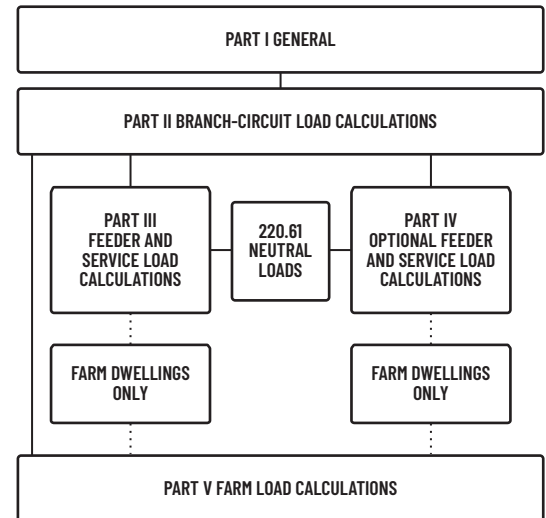 PART I GENERAL
PART II BRANCH-CIRCUIT LOAD CALCULATIONS
PART III
FEEDER AND
SERVICE LOAD
CALCULATIONS
220.61
NEUTRAL
LOADS
PART IV
OPTIONAL FEEDER
AND SERVICE LOAD
CALCULATIONS
FARM DWELLINGS
ONLY
FARM DWELLINGS
ONLY
PART V FARM LOAD CALCULATIONS